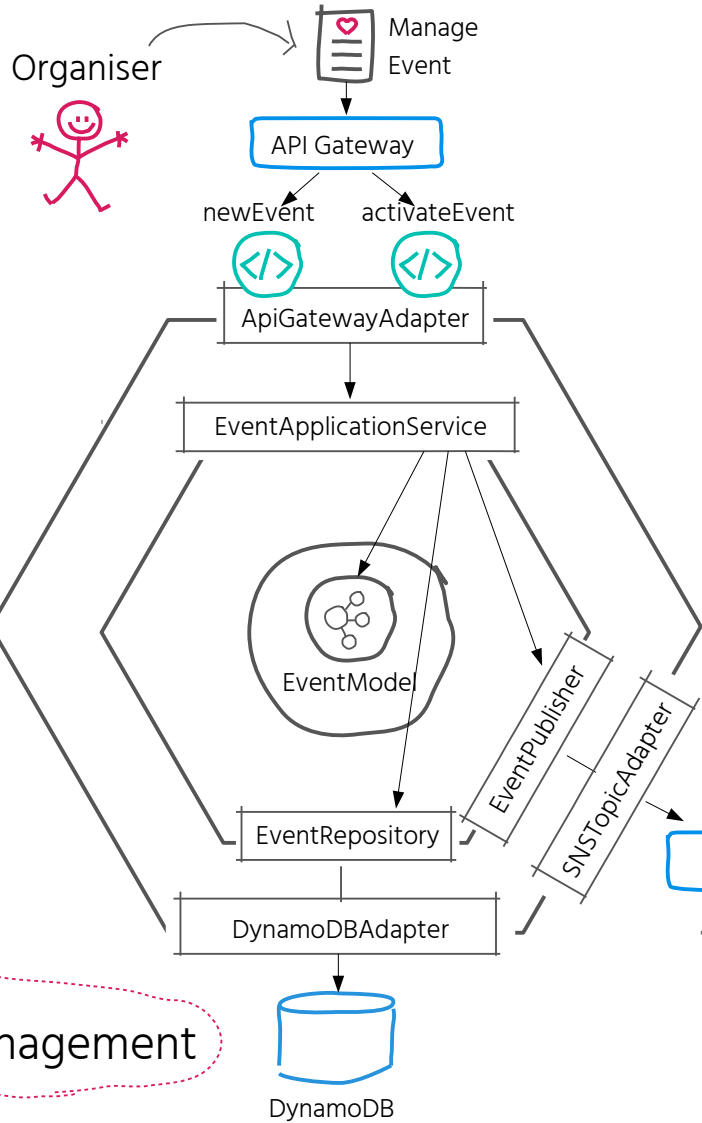 Manage
Event
Organiser
API Gateway
newEvent
activateEvent
</>
</>
ApiGatewayAdapter
EventApplicationService
EventModel
EventPublisher
SNSTopicAdapter
EventRepository
DynamoDBAdapter
nagement
DynamoDB